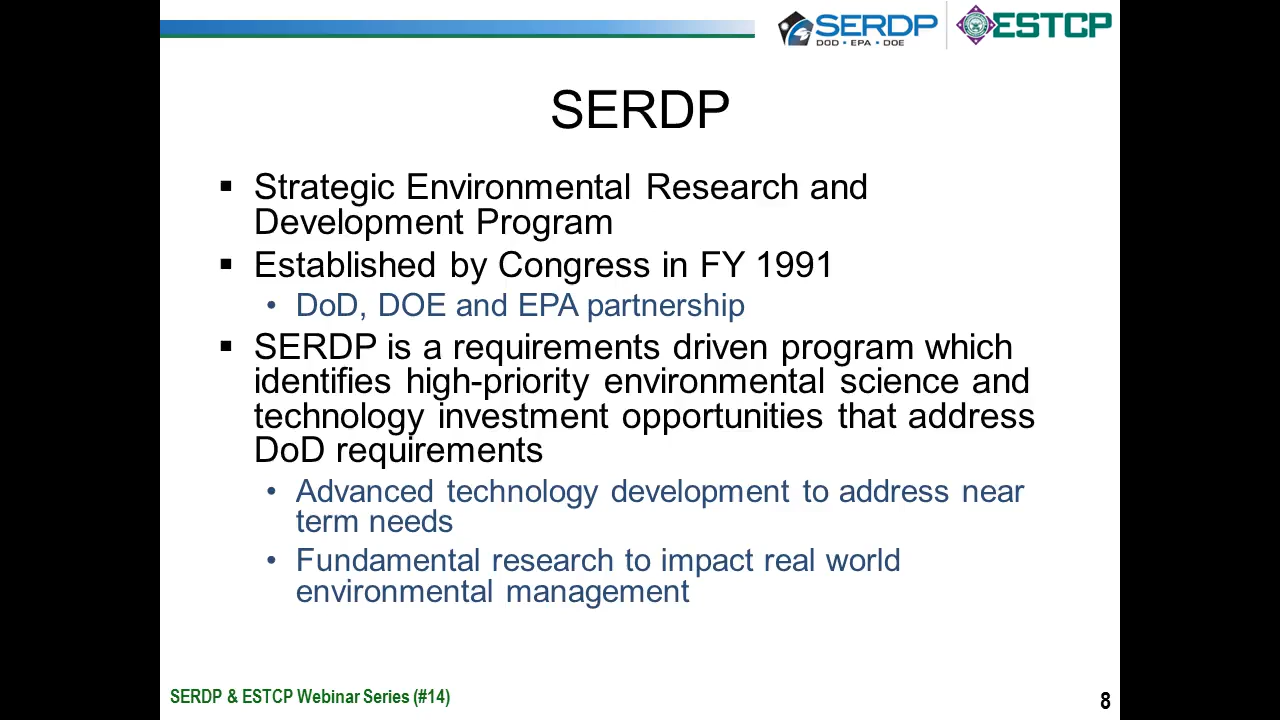 SERDP
DOD • EPA • DOE
ESTCP
SERDP
▪ Strategic Environmental Research and
Development Program
▪ Established by Congress in FY 1991
• DoD, DOE and EPA partnership
▪ SERDP is a requirements driven program which
identifies high-priority environmental science and
technology investment opportunities that address
DoD requirements
• Advanced technology development to address near
term needs
• Fundamental research to impact real world
environmental management
SERDP & ESTCP Webinar Series (#14)
8